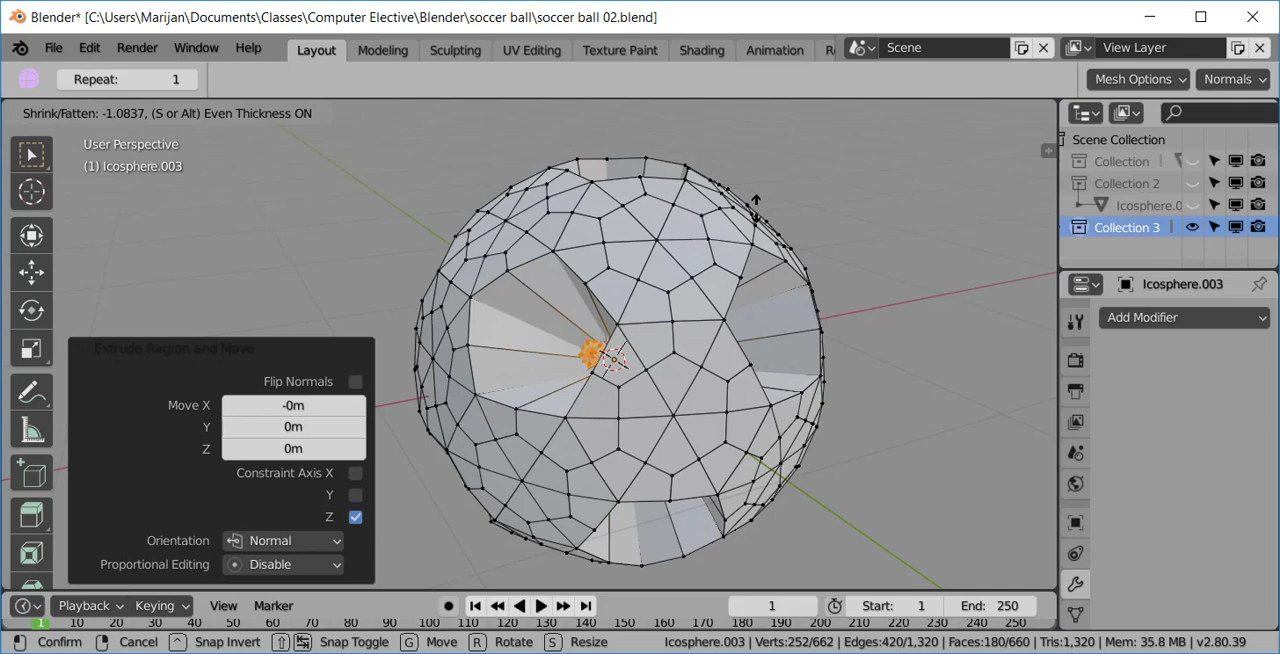 Blender* [C:\Users\Marijan\Documents\Classes\Computer Elective\Blender\soccer ball\soccer ball 02.blend]
File Edit Render Window Help Layout Modeling Sculpting UV Editing Texture Paint Shading Animation Scene View Layer
Repeat: 1 Mesh Options Normals
Shrink/Fatten: -1.0837, (S or Alt) Even Thickness ON
User Perspective
(1) Icosphere.003
Scene Collection
Collection
Collection 2
Icosphere.0
Collection 3
Icosphere.003
Add Modifier
Extrude Region and Move
Flip Normals
Move X -0m
Y 0m
Z 0m
Constraint Axis X
Y
Z
Orientation Normal
Proportional Editing Disable
Playback Keying View Marker 1 Start: 1 End: 250
1 10 20 30 40 50 60 70 80 90 100 110 120 130 140 150 160 170 180 190 200 210 220 230 240 250
Confirm Cancel Snap Invert Snap Toggle G Move R Rotate S Resize Icosphere.003 | Verts:252/662 | Edges:420/1,320 | Faces:180/660 | Tris:1,320 | Mem: 35.8 MB | v2.80.39